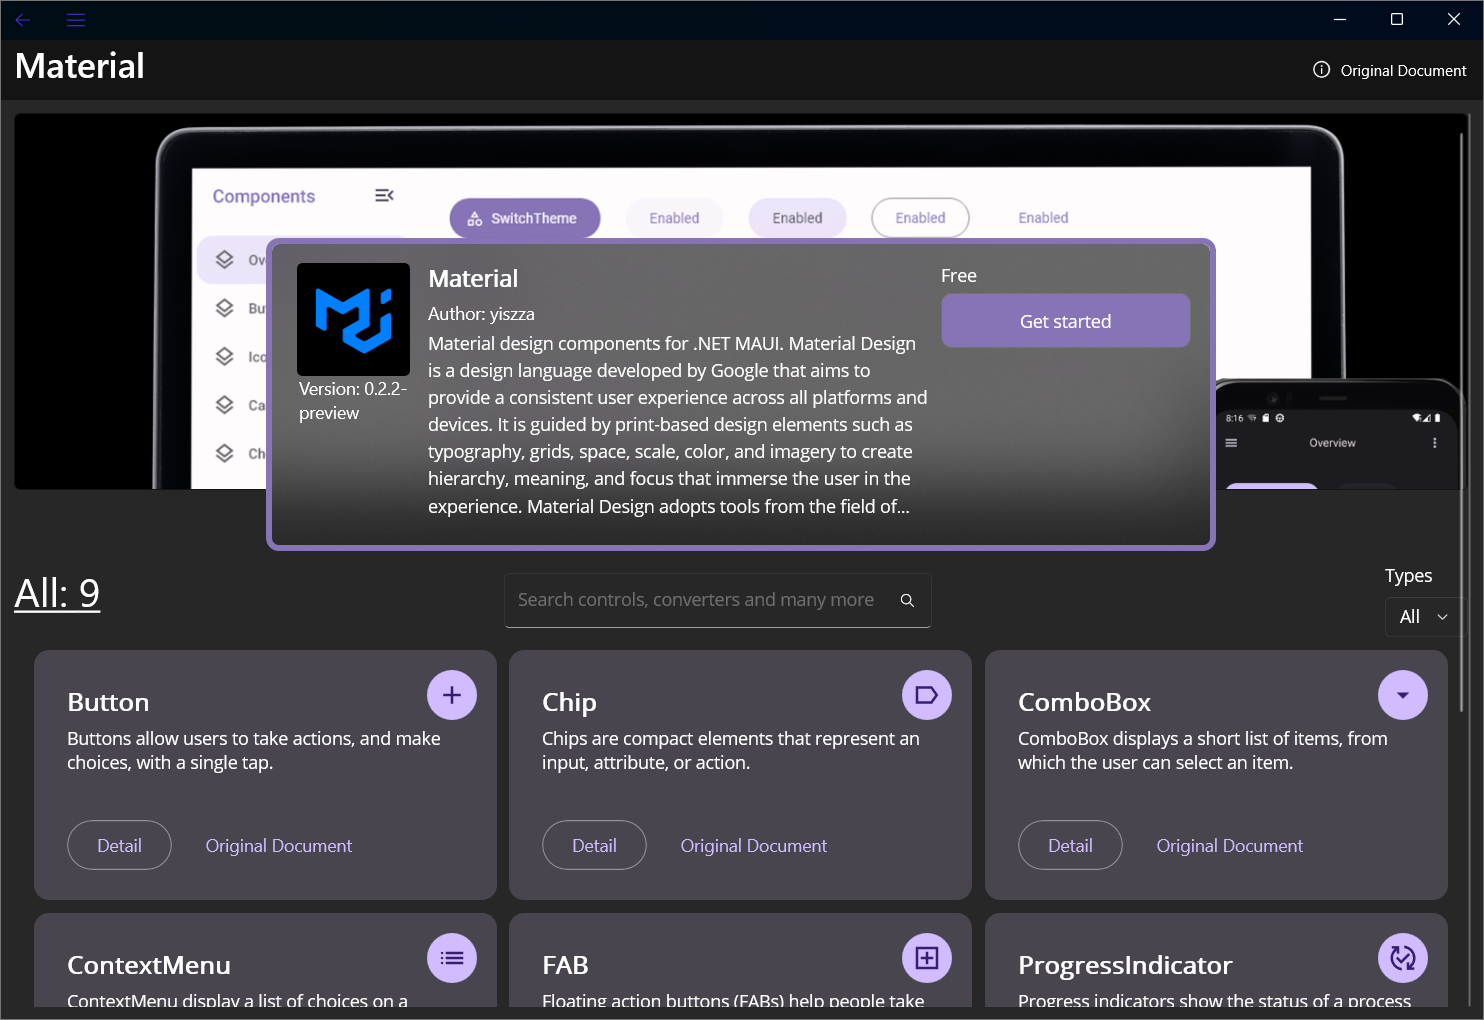 Material
Original Document
Components
SwitchTheme
Enabled
Enabled
Enabled
Enabled
Ov
Bu
Ico
Ca
Ch
Material
Author: yiszza
Material design components for .NET MAUI. Material Design
is a design language developed by Google that aims to
provide a consistent user experience across all platforms and
devices. It is guided by print-based design elements such as
typography, grids, space, scale, color, and imagery to create
hierarchy, meaning, and focus that immerse the user in the
experience. Material Design adopts tools from the field of...
Version: 0.2.2-
preview
Free
Get started
8:16
Overview
All: 9
Search controls, converters and many more
Types
All
Button
Buttons allow users to take actions, and make
choices, with a single tap.
Detail
Original Document
Chip
Chips are compact elements that represent an
input, attribute, or action.
Detail
Original Document
ComboBox
ComboBox displays a short list of items, from
which the user can select an item.
Detail
Original Document
ContextMenu
ContextMenu display a list of choices on a
FAB
Floating action buttons (FABs) help people take
ProgressIndicator
Progress indicators show the status of a process